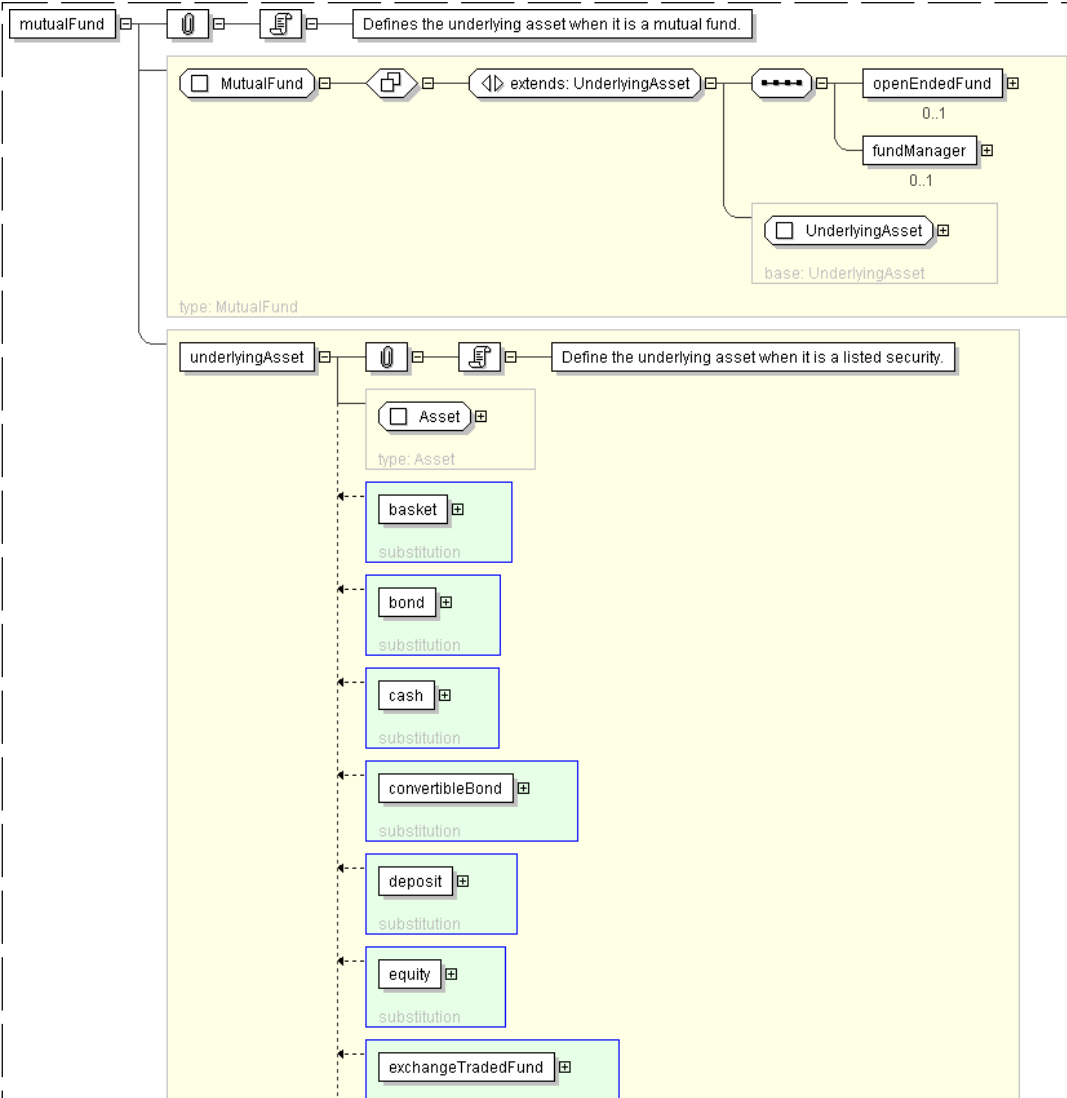 mutualFund
Defines the underlying asset when it is a mutual fund.
MutualFund
extends: UnderlyingAsset
openEndedFund
0..1
fundManager
0..1
UnderlyingAsset
base: UnderlyingAsset
type: MutualFund
underlyingAsset
Define the underlying asset when it is a listed security.
Asset
type: Asset
basket
substitution
bond
substitution
cash
substitution
convertibleBond
substitution
deposit
substitution
equity
substitution
exchangeTradedFund